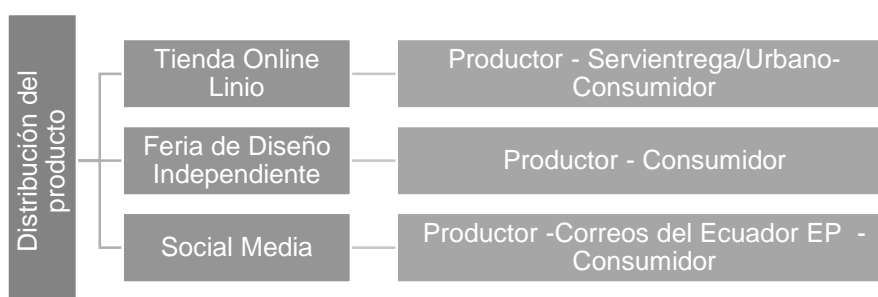 Distribución del
producto
Tienda Online
Linio
Productor - Servientrega/Urbano-
Consumidor
Feria de Diseño
Independiente
Productor - Consumidor
Social Media
Productor -Correos del Ecuador EP  -
Consumidor